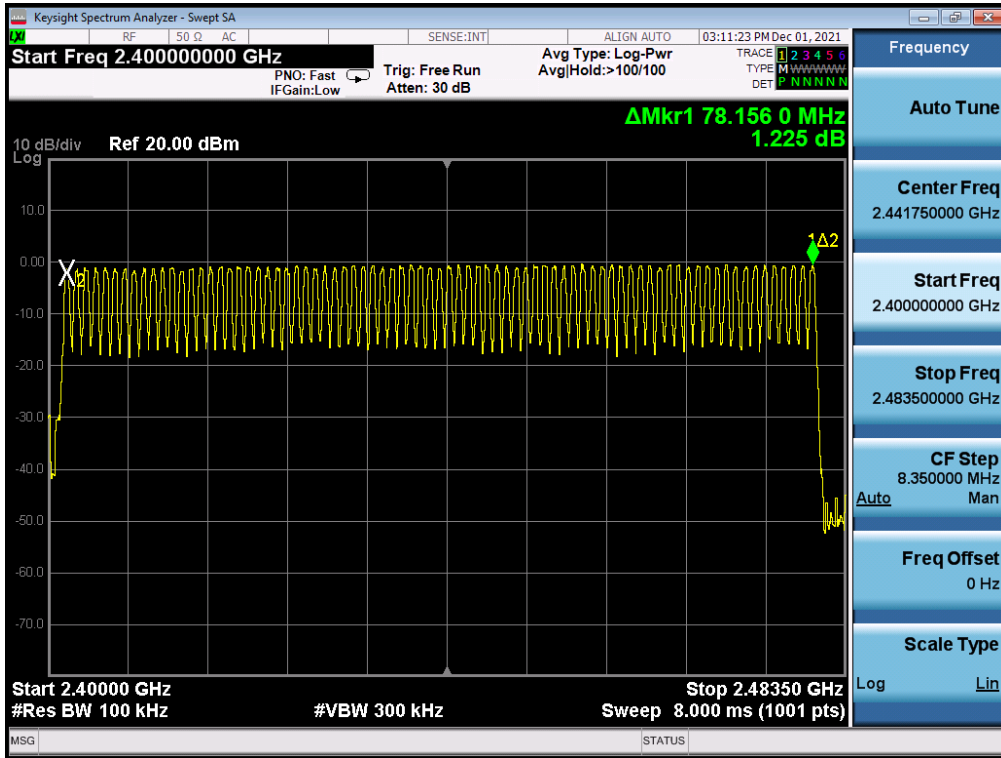 Keysight Spectrum Analyzer - Swept SA
LXI RF 50 Ω AC SENSE:INT ALIGN AUTO 03:11:23 PM Dec 01, 2021
Start Freq 2.400000000 GHz
PNO: Fast
IFGain:Low
Trig: Free Run
Atten: 30 dB
Avg Type: Log-Pwr
Avg|Hold:>100/100
TRACE 1 2 3 4 5 6
TYPE M WWWWW
DET P N N N N N
ΔMkr1 78.156 0 MHz
1.225 dB
10 dB/div Ref 20.00 dBm
Log
10.0
0.00
-10.0
-20.0
-30.0
-40.0
-50.0
-60.0
-70.0
X2
1Δ2
Start 2.40000 GHz Stop 2.48350 GHz
#Res BW 100 kHz #VBW 300 kHz Sweep 8.000 ms (1001 pts)
MSG STATUS
Frequency
Auto Tune
Center Freq
2.441750000 GHz
Start Freq
2.400000000 GHz
Stop Freq
2.483500000 GHz
CF Step
8.350000 MHz
Auto Man
Freq Offset
0 Hz
Scale Type
Log Lin